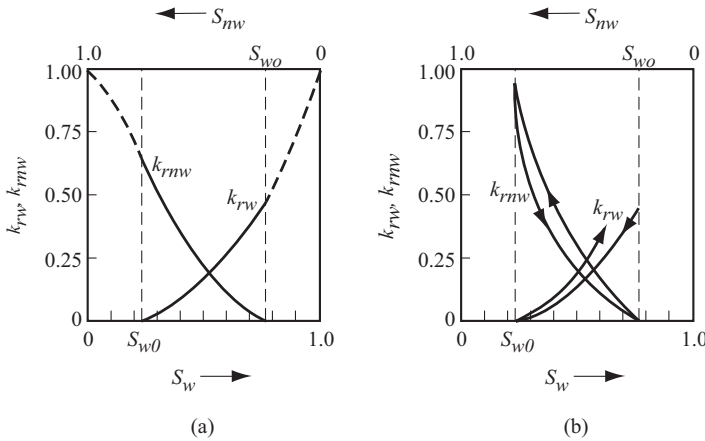 S_nw
1.0 S_wo 0
1.00
0.75
0.50
0.25
0
k_rw, k_rnw
k_rnw
k_rw
0 S_w0 1.0
S_w
(a)
S_nw
1.0 S_wo 0
1.00
0.75
0.50
0.25
0
k_rw, k_rnw
k_rnw
k_rw
0 S_w0 1.0
S_w
(b)